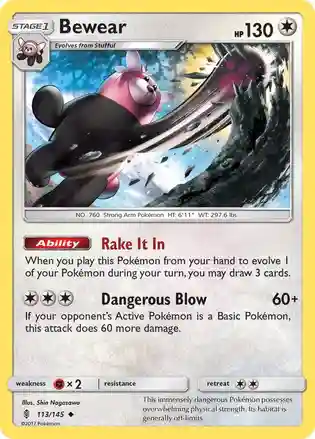 STAGE 1 Bewear HP 130
Evolves from Stufful
NO. 760 Strong Arm Pokémon HT: 6'11" WT: 297.6 lbs.
Ability Rake It In
When you play this Pokémon from your hand to evolve 1
of your Pokémon during your turn, you may draw 3 cards.
Dangerous Blow 60+
If your opponent's Active Pokémon is a Basic Pokémon,
this attack does 60 more damage.
weakness ×2 resistance retreat
Illus. Shin Nagasawa
113/145
©2017 Pokémon
This immensely dangerous Pokémon possesses
overwhelming physical strength. Its habitat is
generally off-limits.